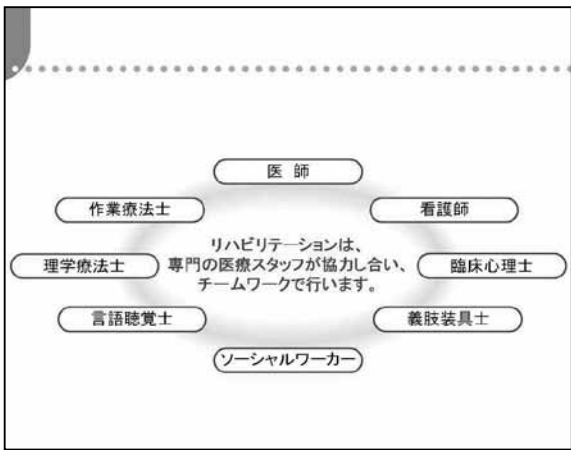 医 師
作業療法士
看護師
リハビリテーションは、
専門の医療スタッフが協力し合い、
チームワークで行います。
理学療法士
臨床心理士
言語聴覚士
義肢装具士
ソーシャルワーカー